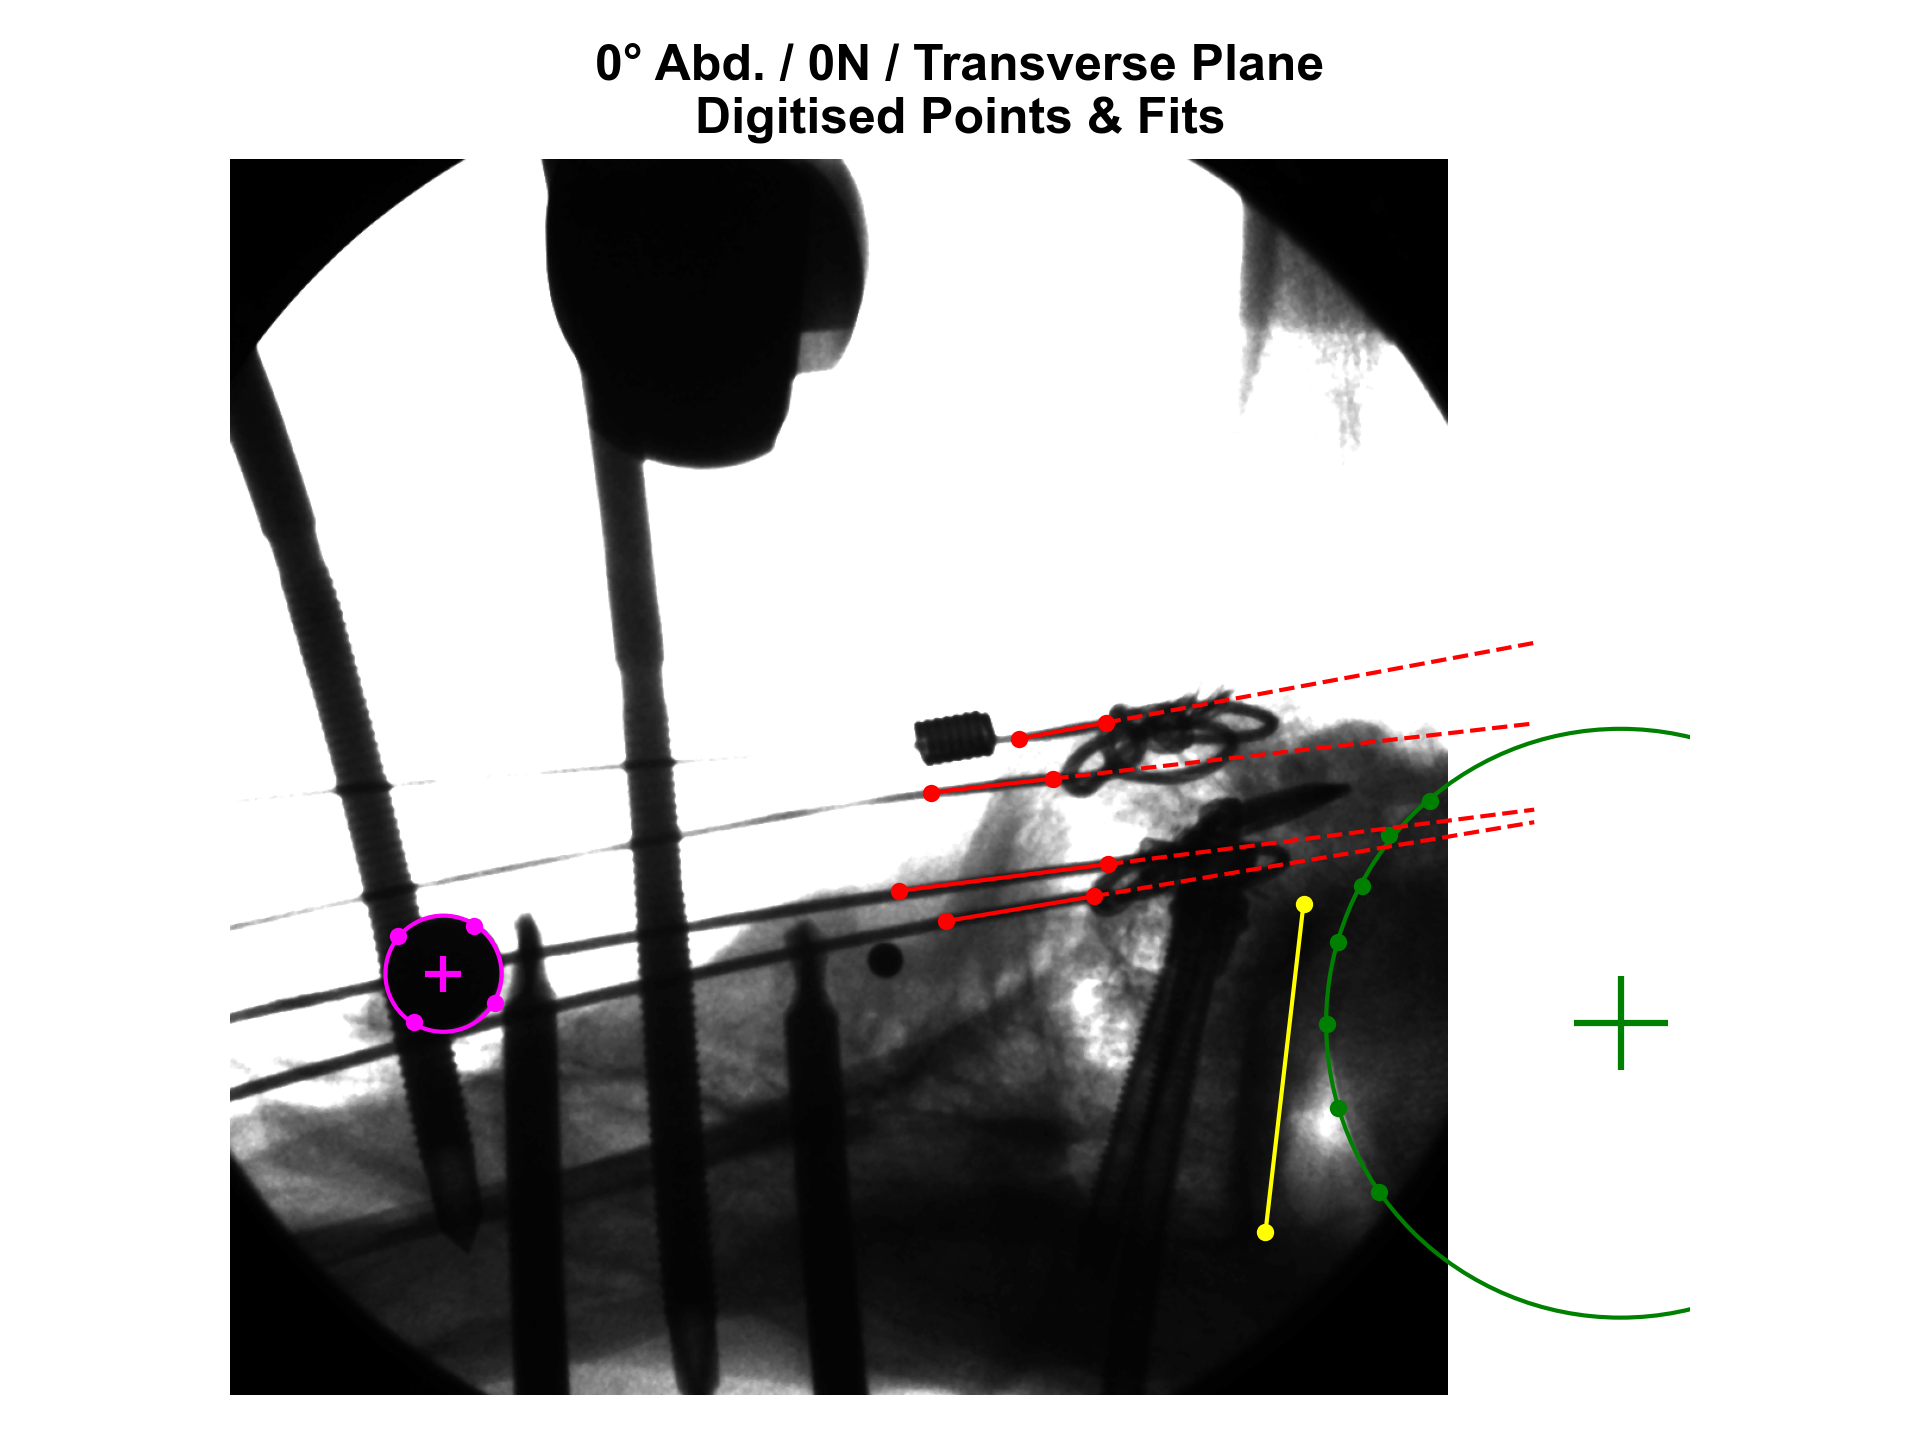 0° Abd. / 0N / Transverse Plane
Digitised Points & Fits